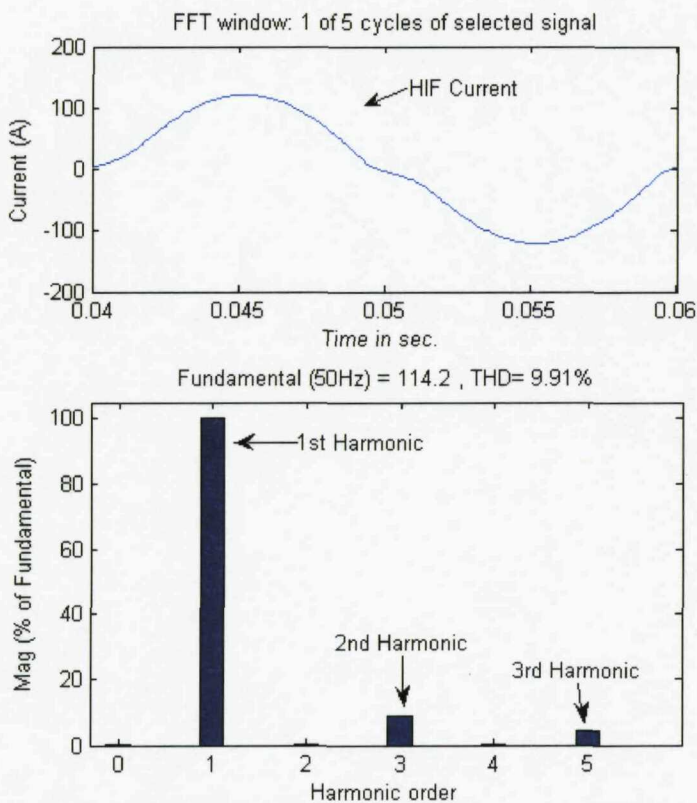 FFT window: 1 of 5 cycles of selected signal
200
HIF Current
100
0
-100
-200
Current (A)
0.04
0.045
0.05
0.055
0.06
Time in sec.
Fundamental (50Hz) = 114.2 , THD= 9.91%
100
1st Harmonic
80
60
40
2nd Harmonic
3rd Harmonic
20
0
Mag (% of Fundamental)
0
1
2
3
4
5
Harmonic order